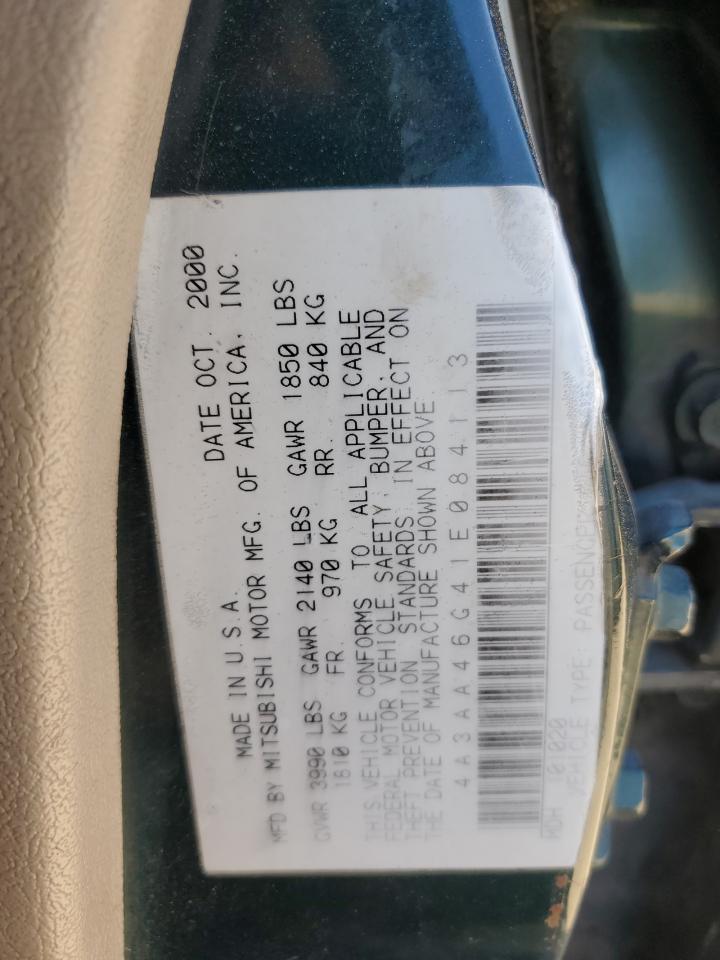 MADE IN U.S.A. DATE OCT. 2000
MFD BY MITSUBISHI MOTOR MFG. OF AMERICA, INC.
GVWR 3990 LBS GAWR 2140 LBS GAWR 1850 LBS
1810 KG FR. 970 KG RR. 840 KG
THIS VEHICLE CONFORMS TO ALL APPLICABLE
FEDERAL MOTOR VEHICLE SAFETY, BUMPER, AND
THEFT PREVENTION STANDARDS IN EFFECT ON
THE DATE OF MANUFACTURE SHOWN ABOVE
4A3AA46G41E084113
VEHICLE TYPE: PASSENGER